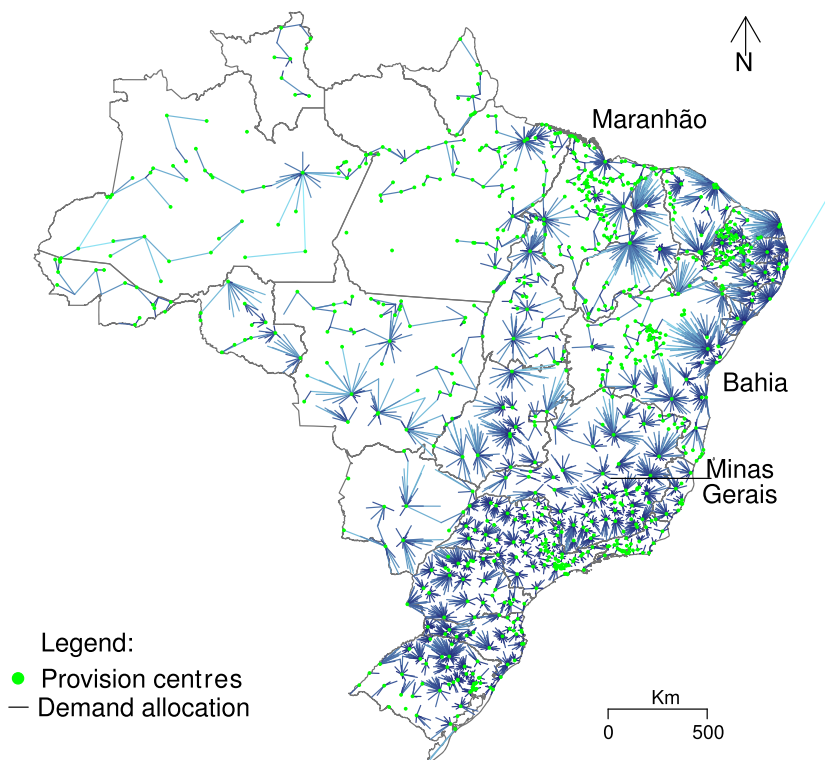 N
Maranhão
Bahia
Minas
Gerais
Legend:
Provision centres
Demand allocation
Km
0 500